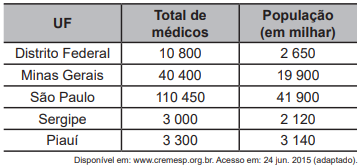 UF Total de médicos População (em milhar)
Distrito Federal 10 800 2 650
Minas Gerais 40 400 19 900
São Paulo 110 450 41 900
Sergipe 3 000 2 120
Piauí 3 300 3 140
Disponível em: www.cremesp.org.br. Acesso em: 24 jun. 2015 (adaptado).